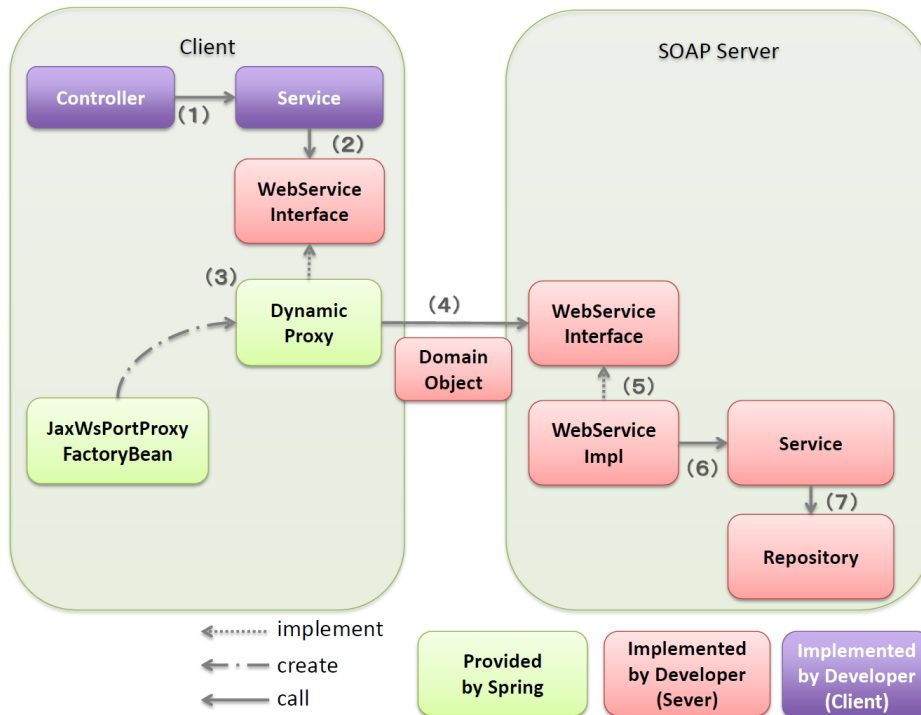 Client
Controller
(1)
Service
(2)
WebService
Interface
(3)
Dynamic
Proxy
JaxWsPortProxy
FactoryBean
(4)
Domain
Object
SOAP Server
WebService
Interface
(5)
WebService
Impl
(6)
Service
(7)
Repository
implement
create
call
Provided
by Spring
Implemented
by Developer
(Sever)
Implemented
by Developer
(Client)